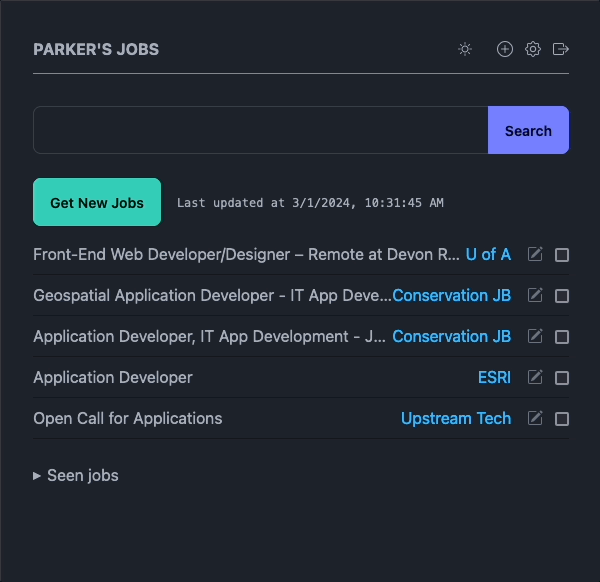 PARKER'S JOBS
Search
Get New Jobs Last updated at 3/1/2024, 10:31:45 AM
Front-End Web Developer/Designer – Remote at Devon R... U of A
Geospatial Application Developer - IT App Deve... Conservation JB
Application Developer, IT App Development - J... Conservation JB
Application Developer ESRI
Open Call for Applications Upstream Tech
▸ Seen jobs